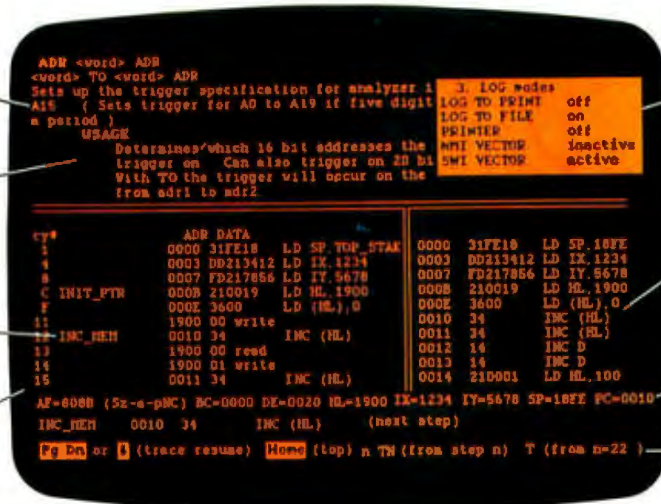 ADR <word> ADR
<word> TO <word> ADR
Sets up the trigger specification for analyzer i
A15 ( Sets trigger for A0 to A19 if five digit
a period )
USAGE
Determines which 16 bit addresses the
trigger on Can also trigger on 20 bi
With TO the trigger will occur on the
from adr1 to adr2
3. LOG modes
LOG TO PRINT off
LOG TO FILE on
PRINTER off
NMI VECTOR inactive
SWI VECTOR active
cy# ADR DATA
0000 31FE18 LD SP,TOP_STAK
4 0003 DD213412 LD IX,1234
8 0007 FD217856 LD IY,5678
C INIT_PTR 000B 210019 LD HL,1900
F 000E 3600 LD (HL),0
11 1900 00 write
12 INC_MEM 0010 34 INC (HL)
13 1900 00 read
14 1900 01 write
15 0011 34 INC (HL)
0000 31FE18 LD SP,18FE
0003 DD213412 LD IX,1234
0007 FD217856 LD IY,5678
000B 210019 LD HL,1900
000E 3600 LD (HL),0
0010 34 INC (HL)
0011 34 INC (HL)
0012 14 INC D
0013 14 INC D
0014 210001 LD HL,100
AF=6080 (Sz-a-pNC) BC=0000 DE=0020 HL=1900 IX=1234 IY=5678 SP=18FE PC=0010
INC_MEM 0010 34 INC (HL) (next step)
Pg Dn or (trace resume) Home (top) n TN (from step n) T (from n=22 )